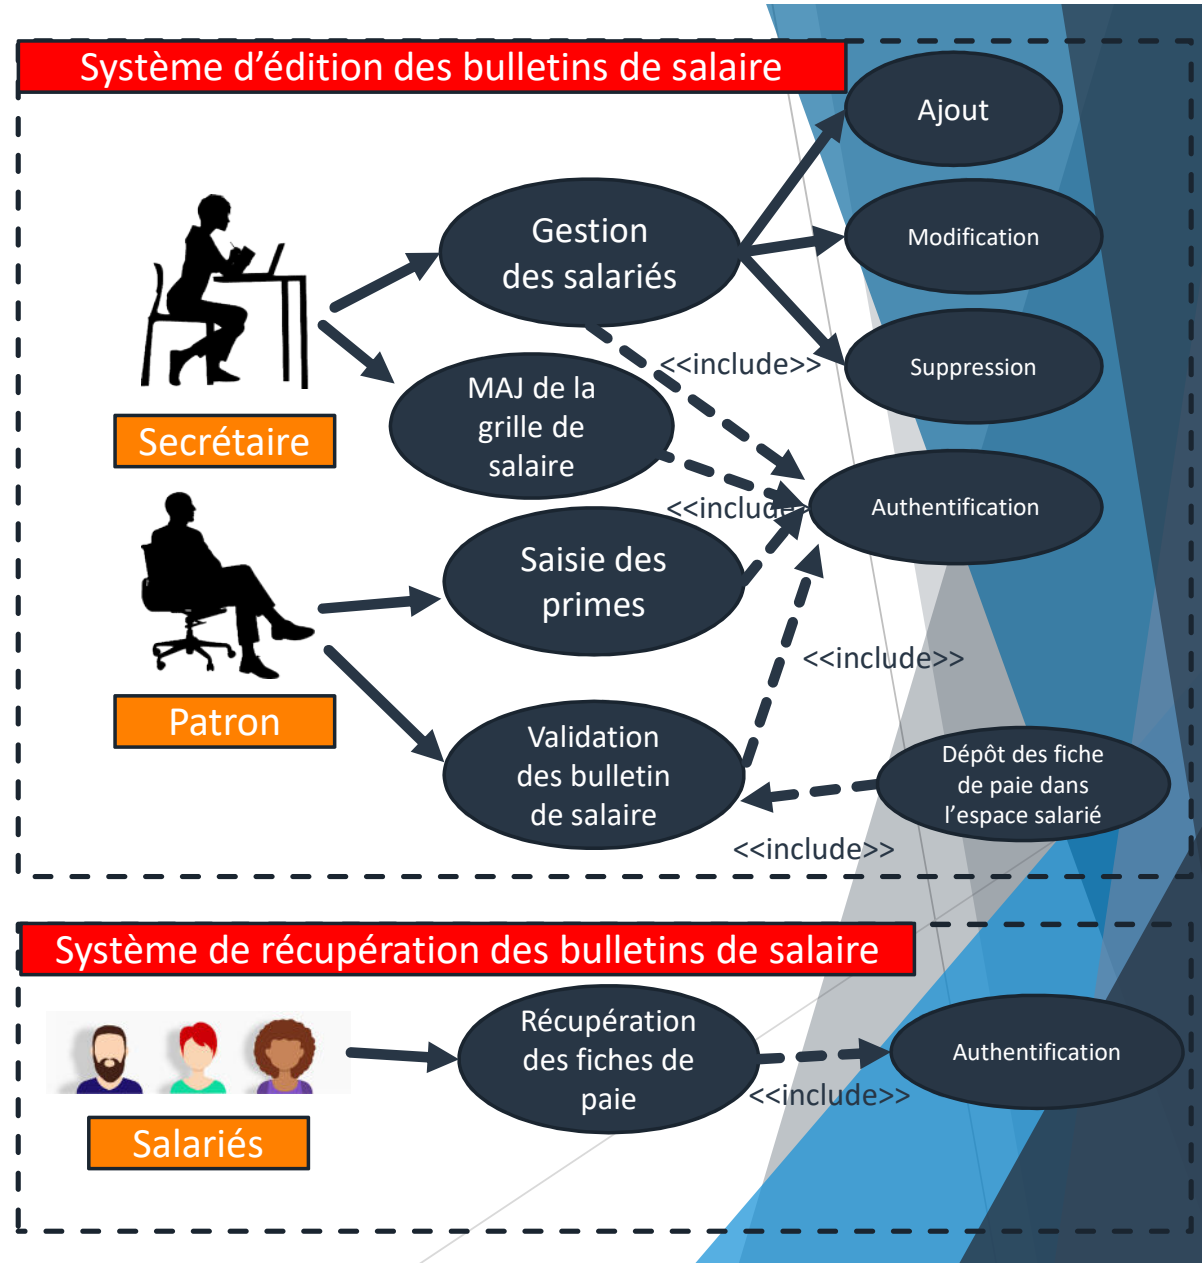 Système d'édition des bulletins de salaire
Ajout
Gestion
des salariés
Modification
<<include>>
Suppression
MAJ de la
grille de
salaire
Secrétaire
<<include>
Authentification
Saisie des
primes
<<include>>
Patron
Validation
des bulletin
de salaire
Dépôt des fiche
de paie dans
l'espace salarié
<<include>>
Système de récupération des bulletins de salaire
Récupération
des fiches de
paie
Authentification
<<include>>
Salariés